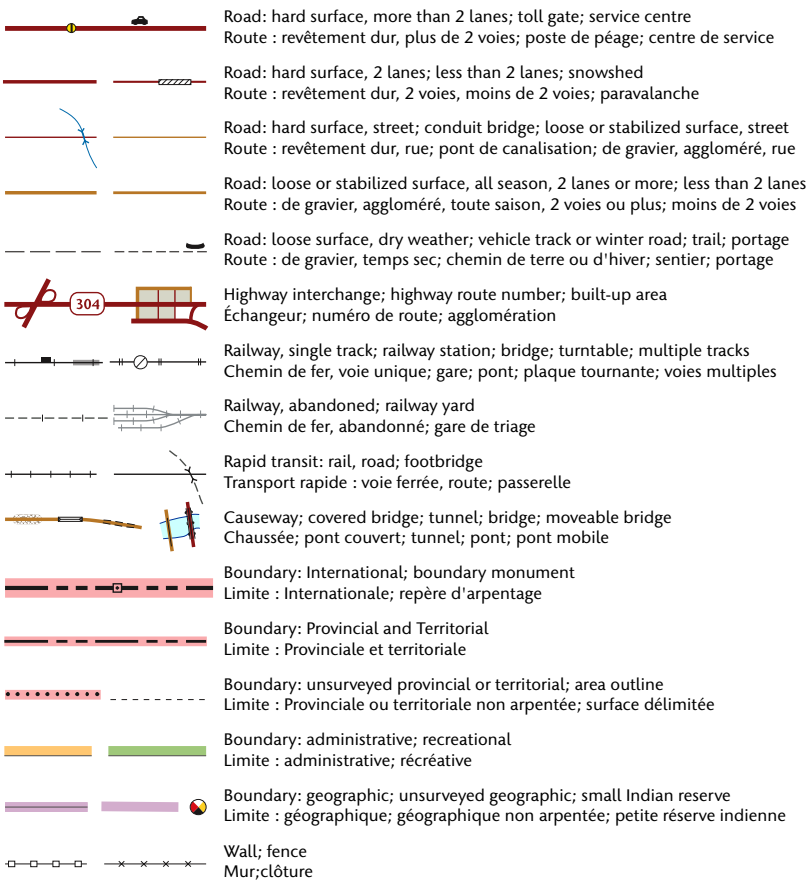 Road: hard surface, more than 2 lanes; toll gate; service centre
Route : revêtement dur, plus de 2 voies; poste de péage; centre de service
Road: hard surface, 2 lanes; less than 2 lanes; snowshed
Route : revêtement dur, 2 voies, moins de 2 voies; paravalanche
Road: hard surface, street; conduit bridge; loose or stabilized surface, street
Route : revêtement dur, rue; pont de canalisation; de gravier, aggloméré, rue
Road: loose or stabilized surface, all season, 2 lanes or more; less than 2 lanes
Route : de gravier, aggloméré, toute saison, 2 voies ou plus; moins de 2 voies
Road: loose surface, dry weather; vehicle track or winter road; trail; portage
Route : de gravier, temps sec; chemin de terre ou d'hiver; sentier; portage
304
Highway interchange; highway route number; built-up area
Échangeur; numéro de route; agglomération
Railway, single track; railway station; bridge; turntable; multiple tracks
Chemin de fer, voie unique; gare; pont; plaque tournante; voies multiples
Railway, abandoned; railway yard
Chemin de fer, abandonné; gare de triage
Rapid transit: rail, road; footbridge
Transport rapide : voie ferrée, route; passerelle
Causeway; covered bridge; tunnel; bridge; moveable bridge
Chaussée; pont couvert; tunnel; pont; pont mobile
Boundary: International; boundary monument
Limite : Internationale; repère d'arpentage
Boundary: Provincial and Territorial
Limite : Provinciale et territoriale
Boundary: unsurveyed provincial or territorial; area outline
Limite : Provinciale ou territoriale non arpentée; surface délimitée
Boundary: administrative; recreational
Limite : administrative; récréative
Boundary: geographic; unsurveyed geographic; small Indian reserve
Limite : géographique; géographique non arpentée; petite réserve indienne
Wall; fence
Mur;clôture